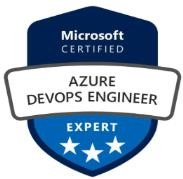 Microsoft
CERTIFIED
AZURE
DEVOPS ENGINEER
EXPERT